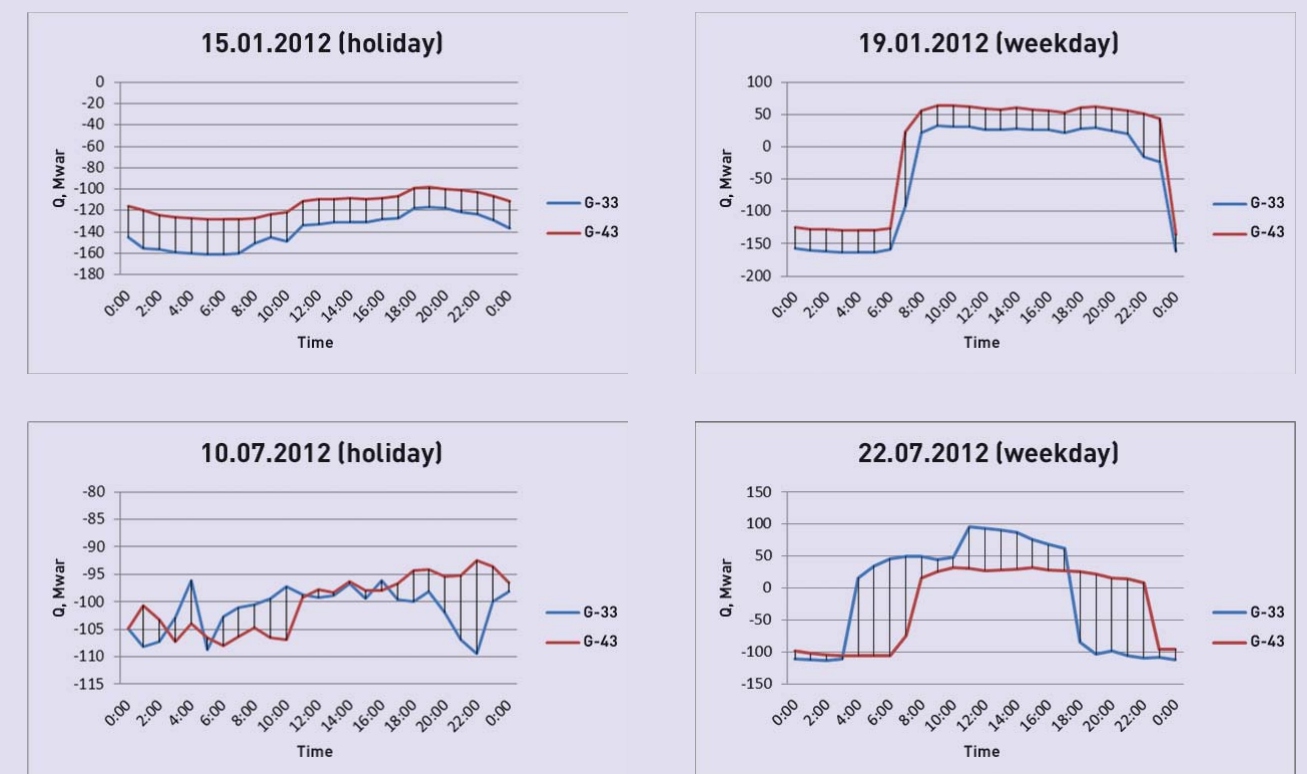 15.01.2012 (holiday)
Q, Mwar
0
-20
-40
-60
-80
-100
-120
-140
-160
-180
0:00 2:00 4:00 6:00 8:00 10:00 12:00 14:00 16:00 18:00 20:00 22:00 0:00
Time
G-33
G-43
19.01.2012 (weekday)
Q, Mwar
100
50
0
-50
-100
-150
-200
0:00 2:00 4:00 6:00 8:00 10:00 12:00 14:00 16:00 18:00 20:00 22:00 0:00
Time
G-33
G-43
10.07.2012 (holiday)
Q, Mwar
-80
-85
-90
-95
-100
-105
-110
-115
0:00 2:00 4:00 6:00 8:00 10:00 12:00 14:00 16:00 18:00 20:00 22:00 0:00
Time
G-33
G-43
22.07.2012 (weekday)
Q, Mwar
150
100
50
0
-50
-100
-150
0:00 2:00 4:00 6:00 8:00 10:00 12:00 14:00 16:00 18:00 20:00 22:00 0:00
Time
G-33
G-43